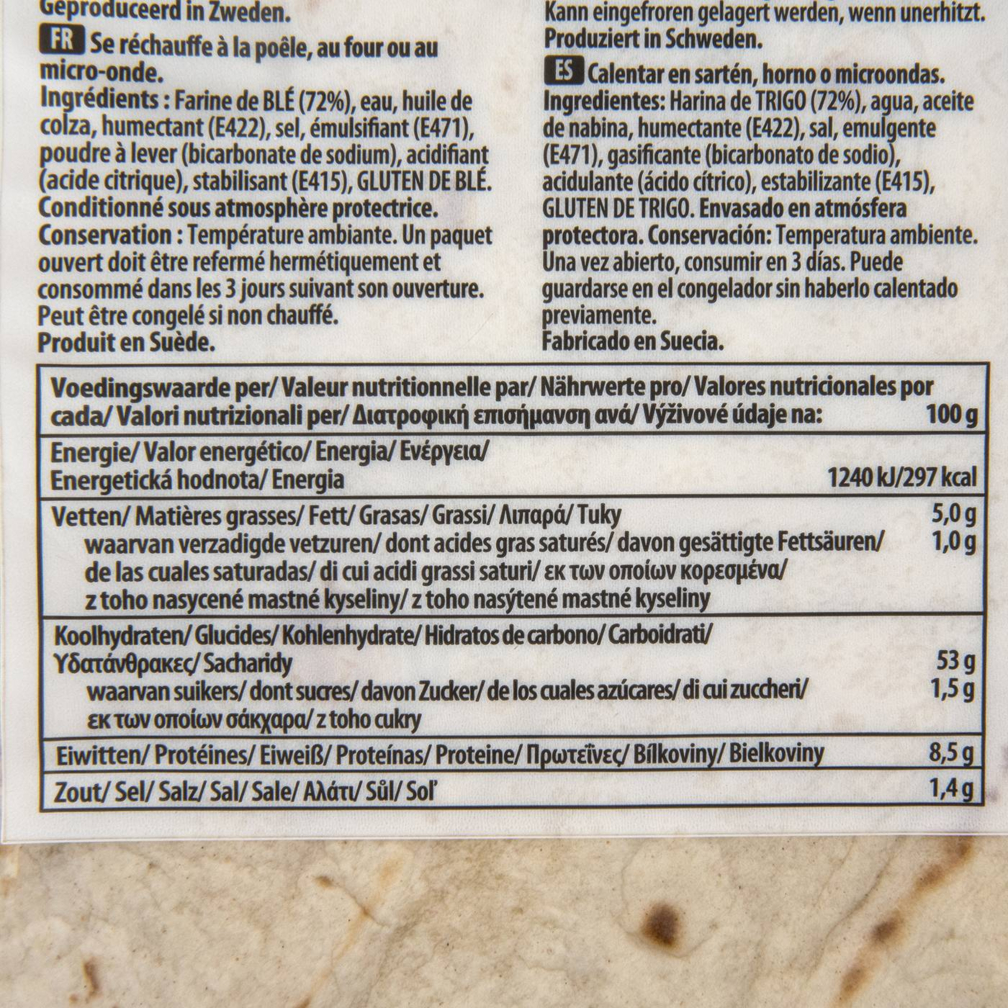 Geproduceerd in Zweden.
FR Se réchauffe à la poêle, au four ou au
micro-onde.
Ingrédients : Farine de BLÉ (72%), eau, huile de
colza, humectant (E422), sel, émulsifiant (E471),
poudre à lever (bicarbonate de sodium), acidifiant
(acide citrique), stabilisant (E415), GLUTEN DE BLÉ.
Conditionné sous atmosphère protectrice.
Conservation : Température ambiante. Un paquet
ouvert doit être refermé hermétiquement et
consommé dans les 3 jours suivant son ouverture.
Peut être congelé si non chauffé.
Produit en Suède.
Kann eingefroren gelagert werden, wenn unerhitzt.
Produziert in Schweden.
ES Calentar en sartén, horno o microondas.
Ingredientes: Harina de TRIGO (72%), agua, aceite
de nabina, humectante (E422), sal, emulgente
(E471), gasificante (bicarbonato de sodio),
acidulante (ácido cítrico), estabilizante (E415),
GLUTEN DE TRIGO. Envasado en atmósfera
protectora. Conservación: Temperatura ambiente.
Una vez abierto, consumir en 3 días. Puede
guardarse en el congelador sin haberlo calentado
previamente.
Fabricado en Suecia.
Voedingswaarde per/ Valeur nutritionnelle par/ Nährwerte pro/ Valores nutricionales por
cada/ Valori nutrizionali per/ Διατροφική επισήμανση ανά/ Výživové údaje na: 100 g
Energie/ Valor energético/ Energia/ Ενέργεια/
Energetická hodnota/ Energia 1240 kJ/297 kcal
Vetten/ Matières grasses/ Fett/ Grasas/ Grassi/ Λιπαρά/ Tuky 5,0 g
waarvan verzadigde vetzuren/ dont acides gras saturés/ davon gesättigte Fettsäuren/ 1,0 g
de las cuales saturadas/ di cui acidi grassi saturi/ εκ των οποίων κορεσμένα/
z toho nasycené mastné kyseliny/ z toho nasýtené mastné kyseliny
Koolhydraten/ Glucides/ Kohlenhydrate/ Hidratos de carbono/ Carboidrati/
Υδατάνθρακες/ Sacharidy 53 g
waarvan suikers/ dont sucres/ davon Zucker/ de los cuales azúcares/ di cui zuccheri/ 1,5 g
εκ των οποίων σάκχαρα/ z toho cukry
Eiwitten/ Protéines/ Eiweiß/ Proteínas/ Proteine/ Πρωτεΐνες/ Bílkoviny/ Bielkoviny 8,5 g
Zout/ Sel/ Salz/ Sal/ Sale/ Αλάτι/ Sůl/ Soľ 1,4 g